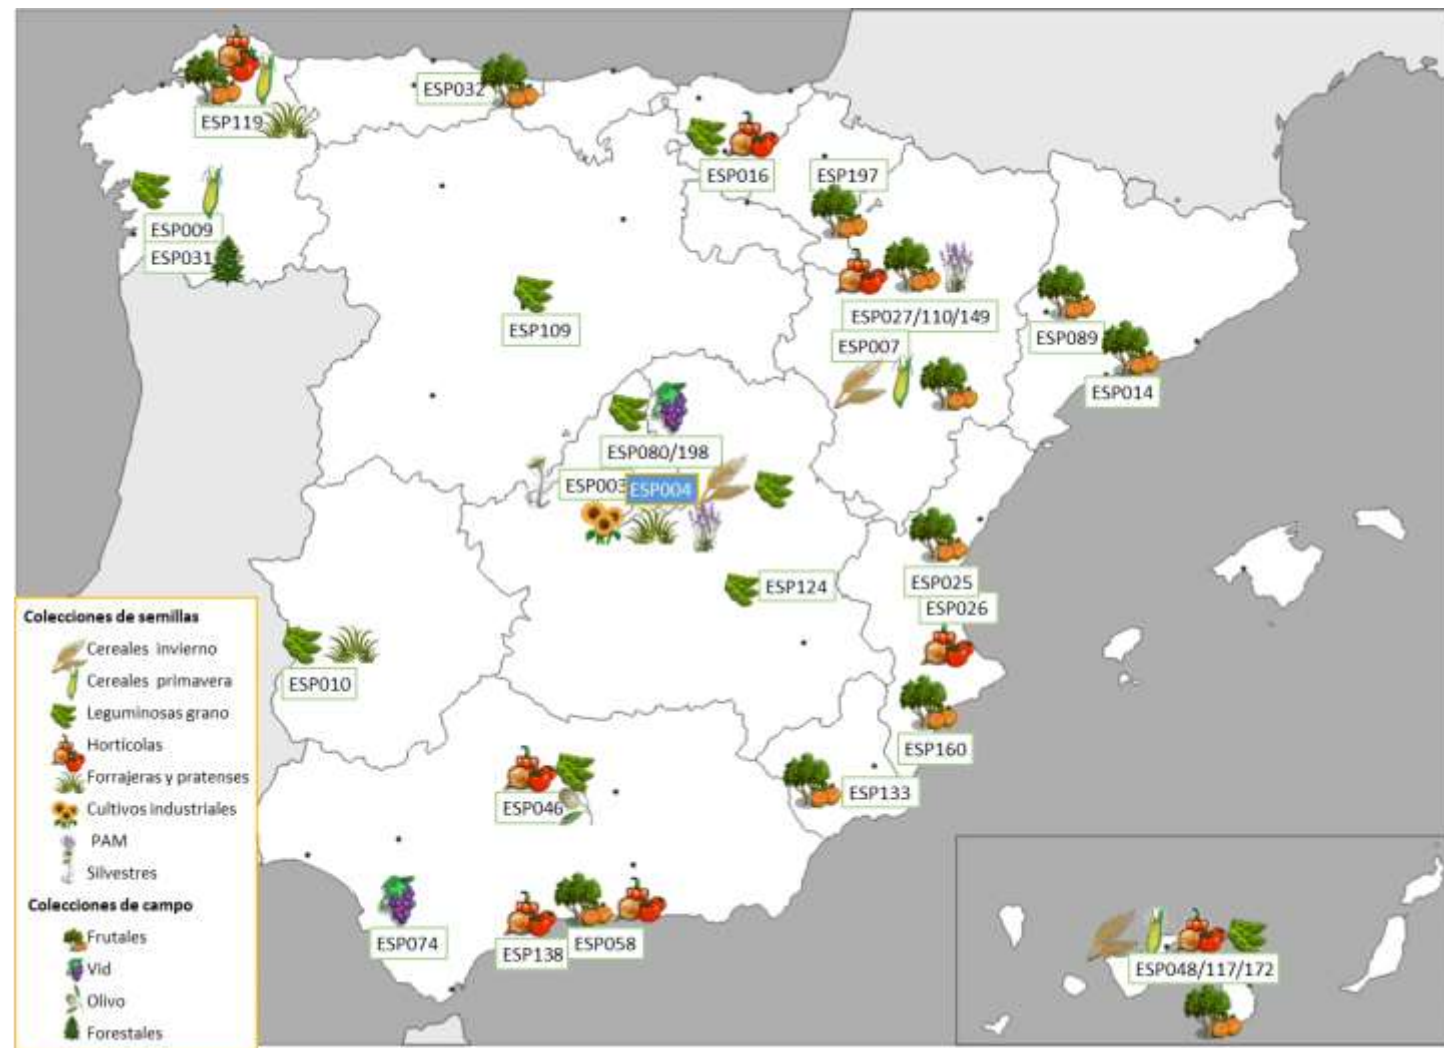 ESP119
ESP032
ESP016
ESP197
ESP009
ESP031
ESP109
ESP027/110/149
ESP007
ESP089
ESP014
ESP080/198
ESP003
ESP004
ESP124
ESP025
ESP026
ESP010
ESP160
ESP133
ESP046
ESP074
ESP138
ESP058
ESP048/117/172
Colecciones de semillas
Cereales invierno
Cereales primavera
Leguminosas grano
Hortícolas
Forrajeras y pratenses
Cultivos industriales
PAM
Silvestres
Colecciones de campo
Frutales
Vid
Olivo
Forestales